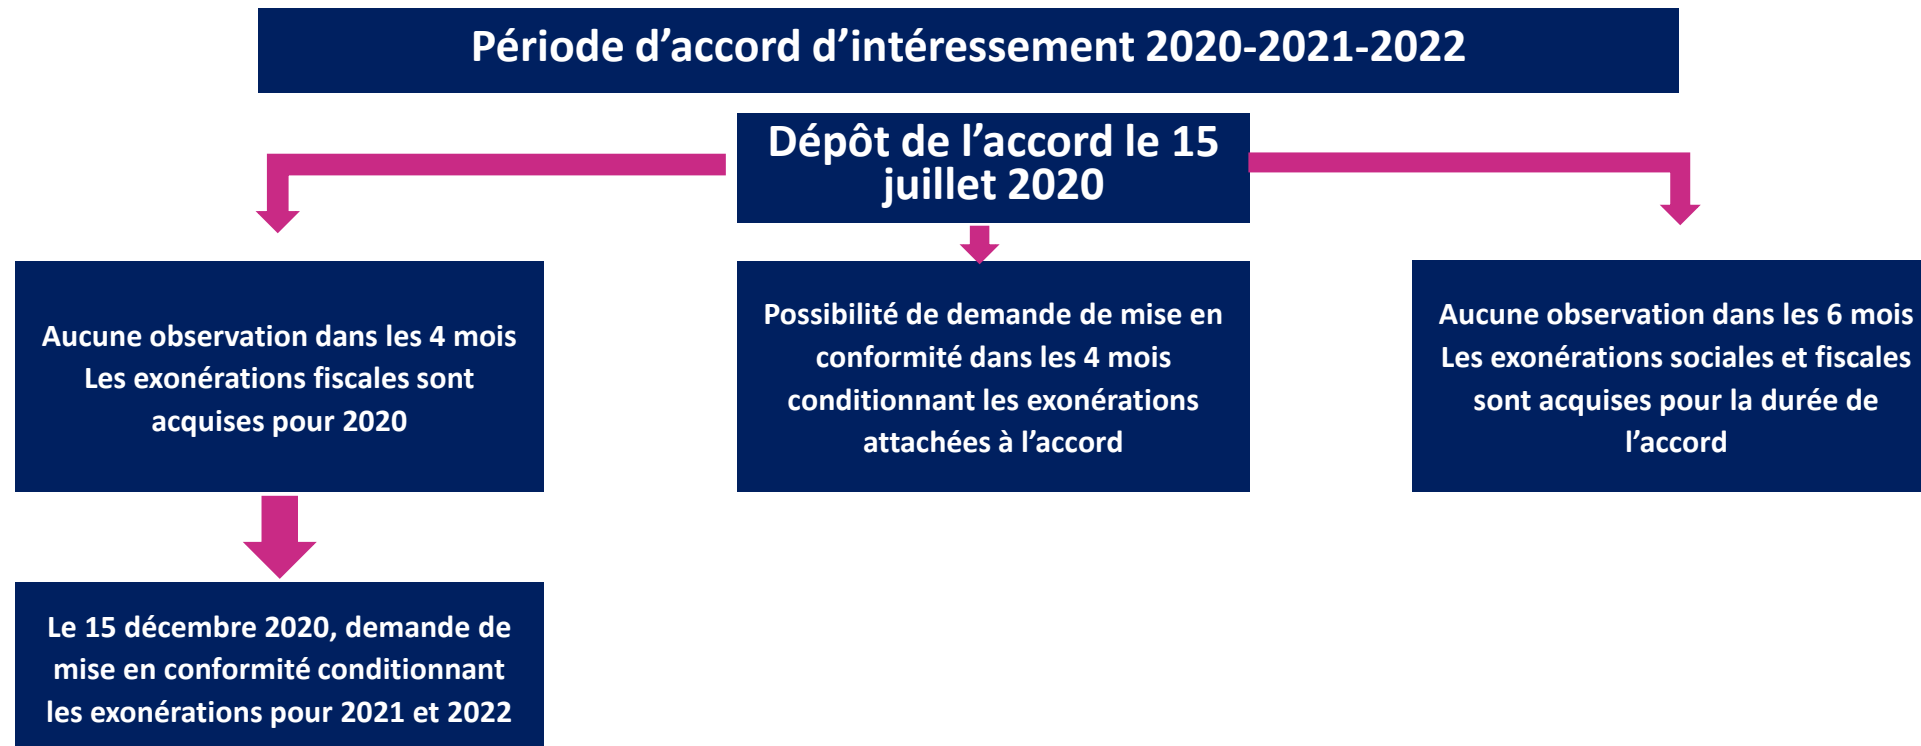 Période d’accord d’intéressement 2020-2021-2022
Dépôt de l’accord le 15
juillet 2020
Aucune observation dans les 4 mois
Les exonérations fiscales sont
acquises pour 2020
Possibilité de demande de mise en
conformité dans les 4 mois
conditionnant les exonérations
attachées à l’accord
Aucune observation dans les 6 mois
Les exonérations sociales et fiscales
sont acquises pour la durée de
l’accord
Le 15 décembre 2020, demande de
mise en conformité conditionnant
les exonérations pour 2021 et 2022